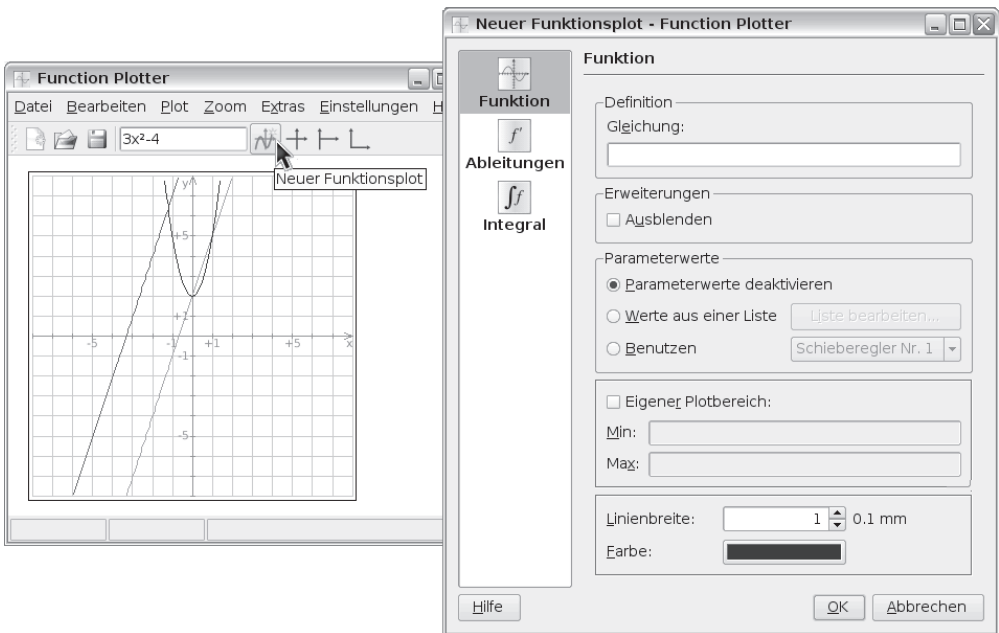 Function Plotter
Datei Bearbeiten Plot Zoom Extras Einstellungen H
3x²-4
Neuer Funktionsplot
y
+5
+1
-5 -1 +1 +5 x
-1
-5
Neuer Funktionsplot - Function Plotter
Funktion
Ableitungen
Integral
Funktion
Definition
Gleichung:
Erweiterungen
Ausblenden
Parameterwerte
Parameterwerte deaktivieren
Werte aus einer Liste Liste bearbeiten...
Benutzen Schieberegler Nr. 1
Eigener Plotbereich:
Min:
Max:
Linienbreite: 1 0.1 mm
Farbe:
Hilfe OK Abbrechen